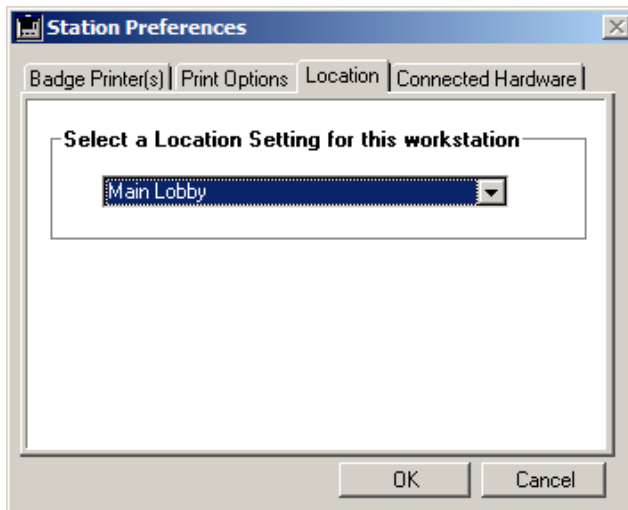 Station Preferences
Badge Printer(s) Print Options Location Connected Hardware
Select a Location Setting for this workstation
Main Lobby
OK Cancel